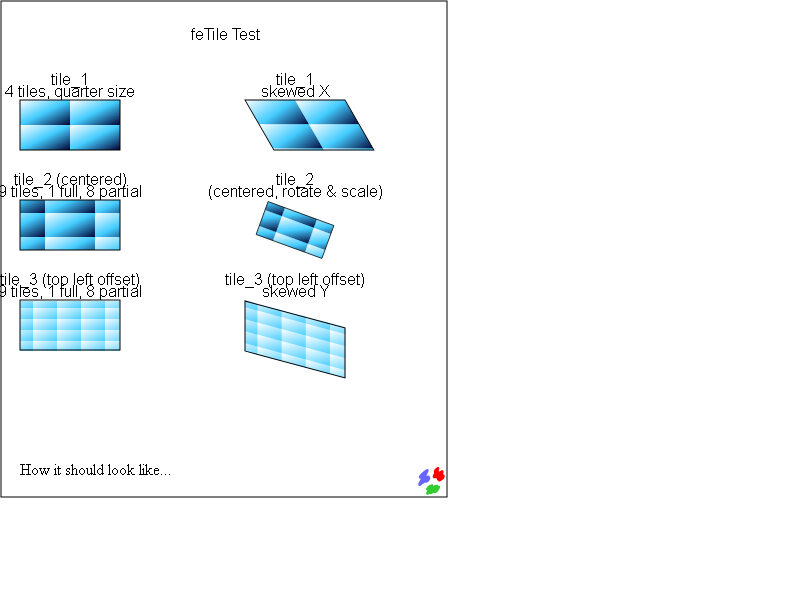 feTile Test
tile_1
4 tiles, quarter size
tile_1
skewed X
tile_2 (centered)
9 tiles, 1 full, 8 partial
tile_2
(centered, rotate & scale)
tile_3 (top left offset)
9 tiles, 1 full, 8 partial
tile_3 (top left offset)
skewed Y
How it should look like...